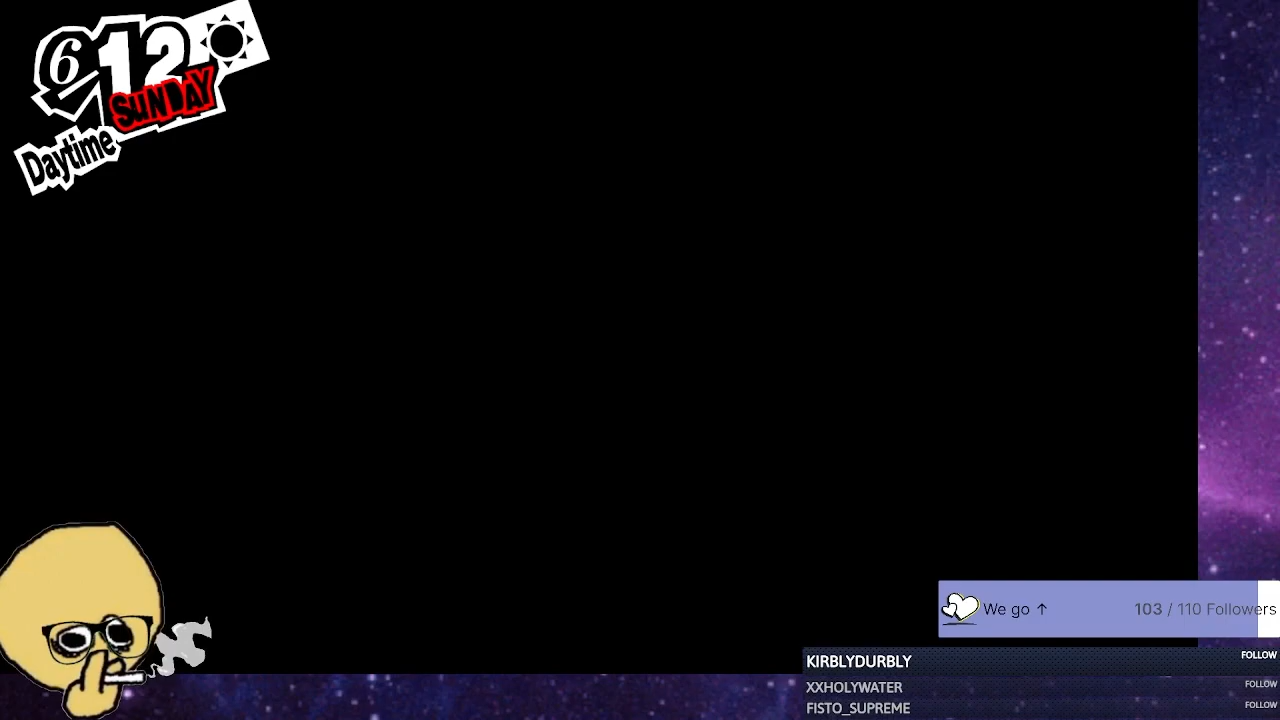 6 12
SUNDAY
Daytime
We go ↑ 103 / 110 Followers
KIRBLYDURBLY FOLLOW
XXHOLYWATER FOLLOW
FISTO_SUPREME FOLLOW